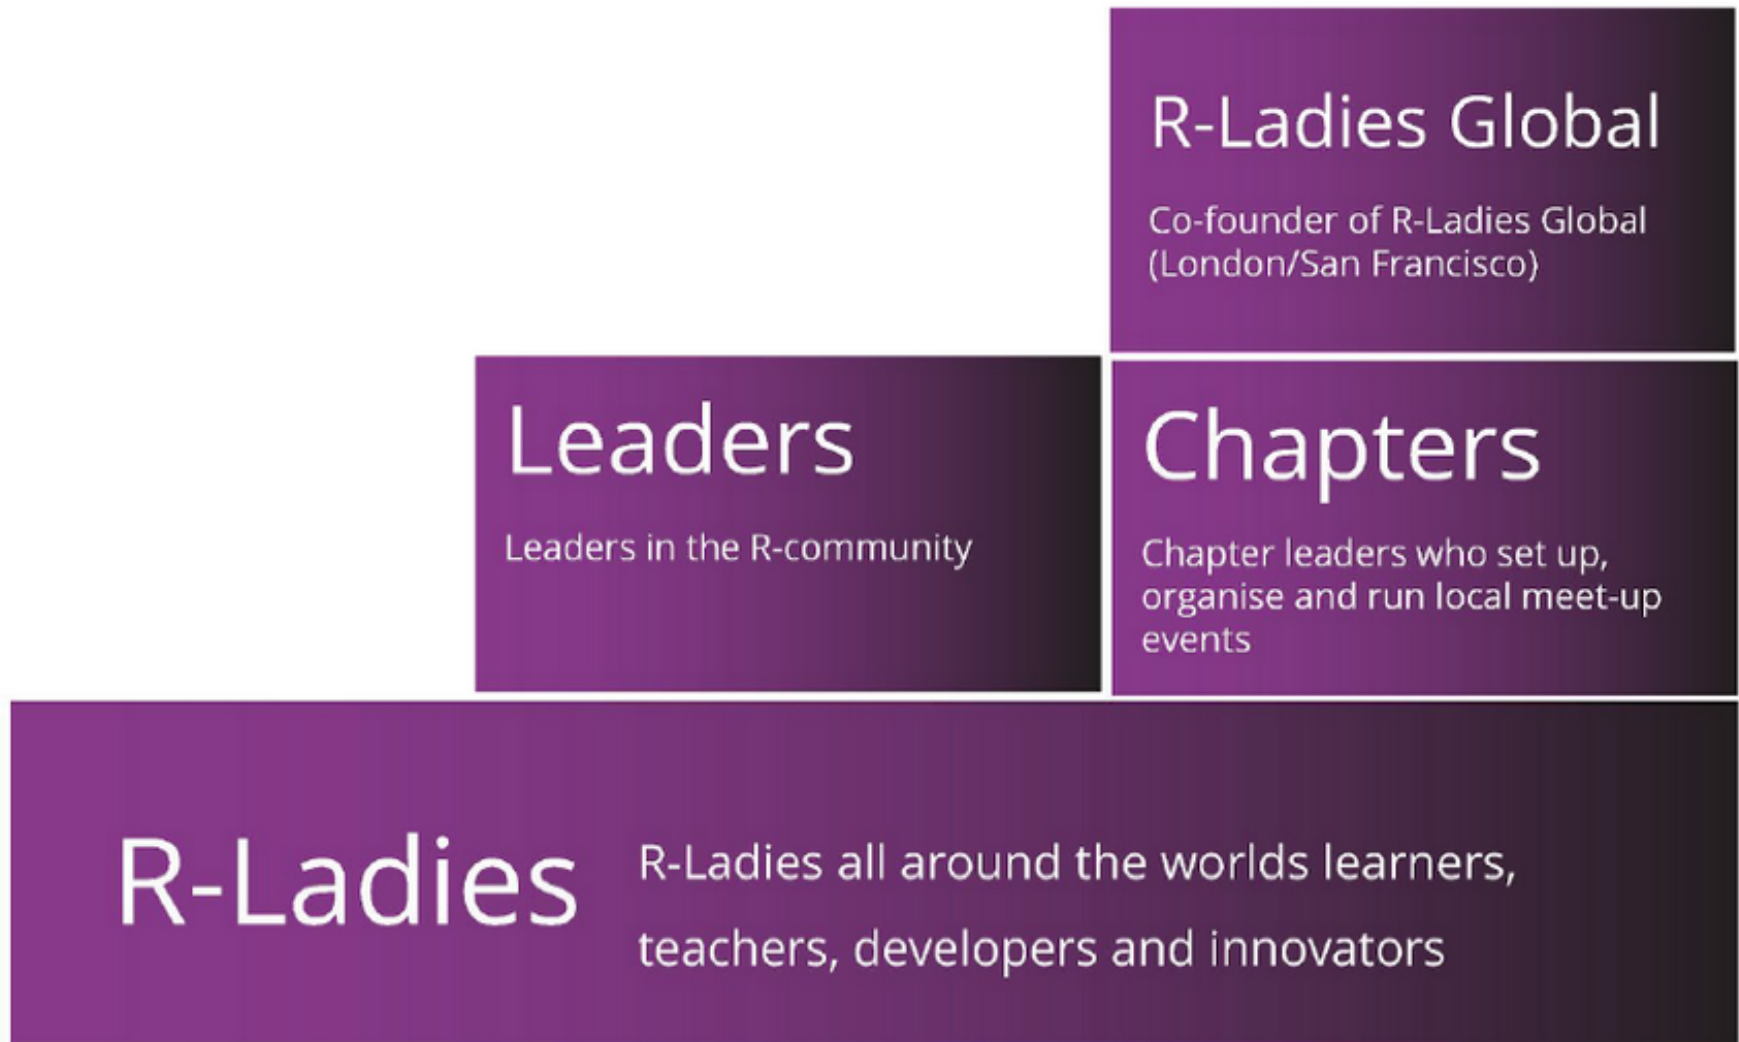 R-Ladies Global
Co-founder of R-Ladies Global
(London/San Francisco)
Leaders
Leaders in the R-community
Chapters
Chapter leaders who set up,
organise and run local meet-up
events
R-Ladies
R-Ladies all around the worlds learners,
teachers, developers and innovators